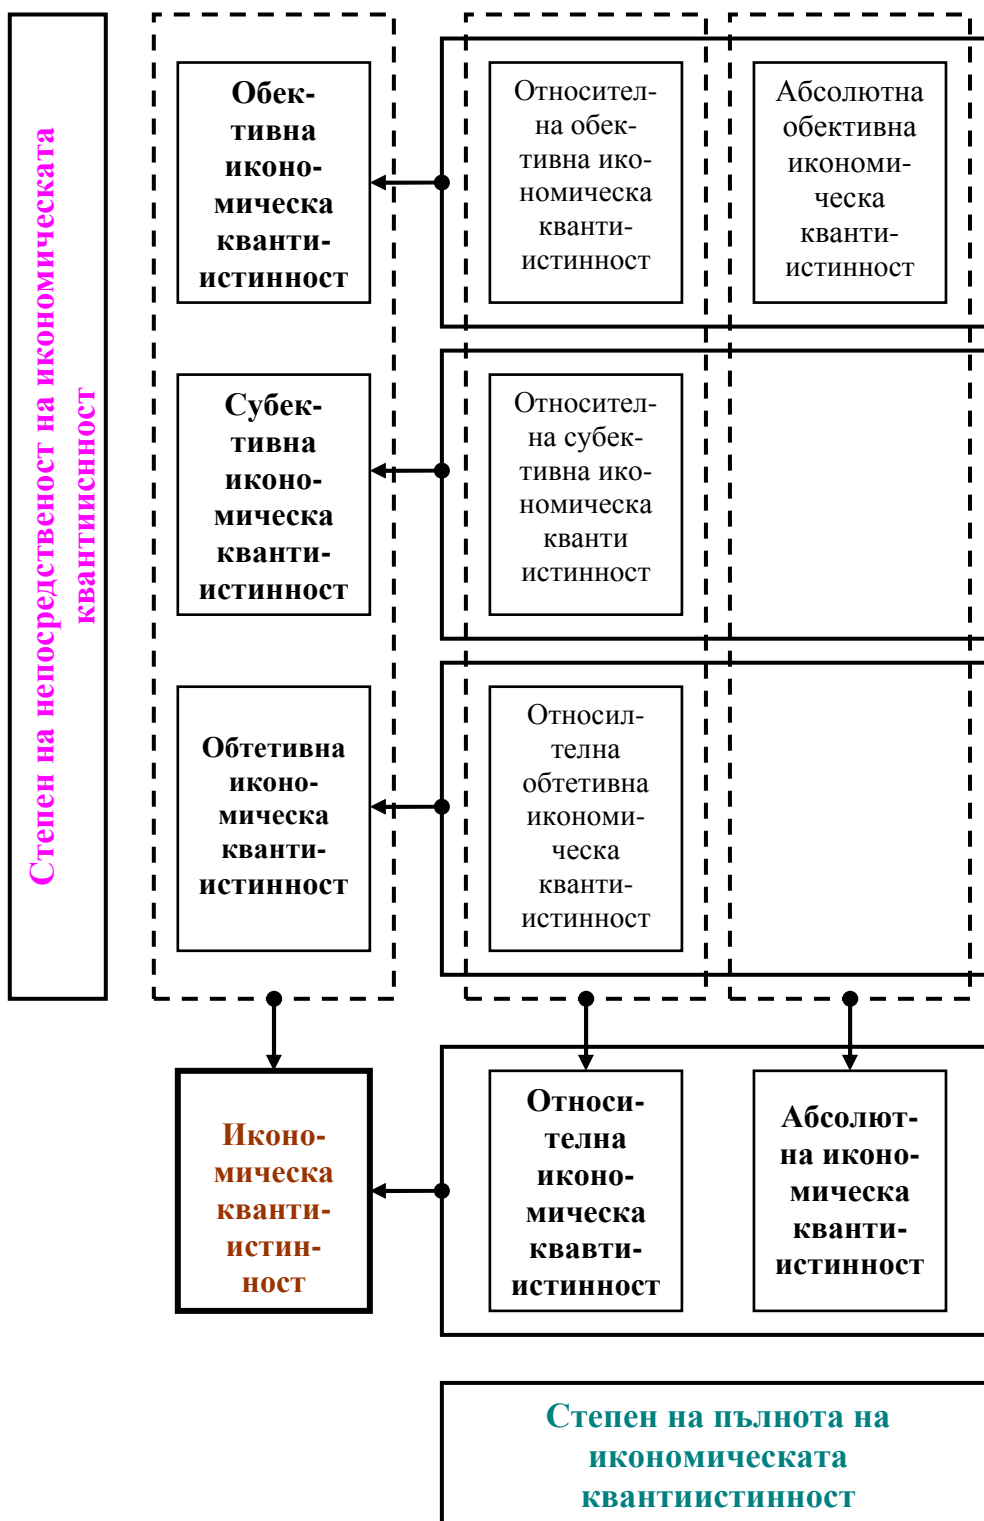 Степен на непосредственост на икономическата
квантиисинност
Обек-
тивна
иконо-
мическа
кванти-
истинност
Относител-
на обек-
тивна ико-
номическа
кванти-
истинност
Абсолютна
обективна
икономи-
ческа
кванти-
истинност
Субек-
тивна
иконо-
мическа
кванти-
истинност
Относител-
на субек-
тивна ико-
номическа
кванти
истинност
Обтетивна
иконо-
мическа
кванти-
истинност
Относил-
телна
обтетивна
икономи-
ческа
кванти-
истинност
Иконо-
мическа
кванти-
истин-
ност
Относи-
телна
иконо-
мическа
квавти-
истинност
Абсолют-
на иконо-
мическа
кванти-
истинност
Степен на пълнота на
икономическата
квантиистинност